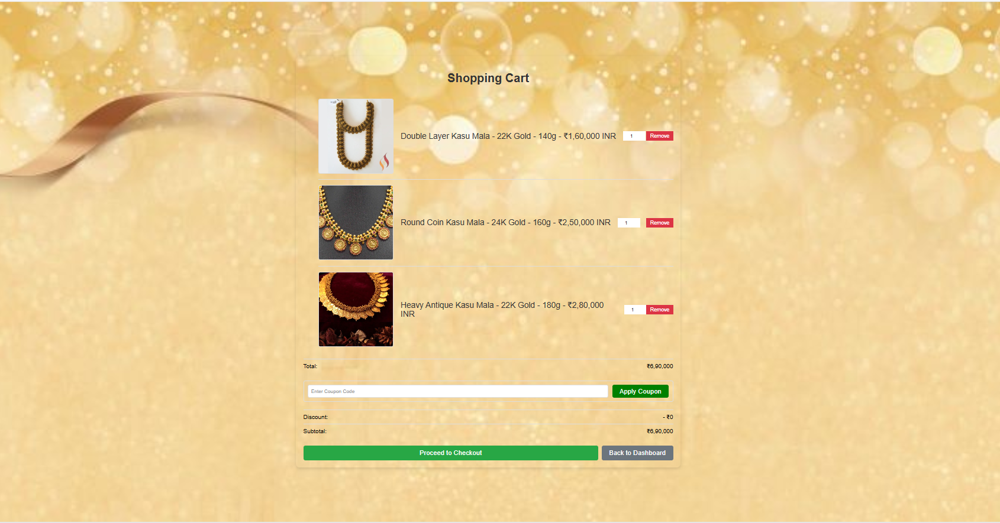 Shopping Cart
Double Layer Kasu Mala - 22K Gold - 140g - ₹1,60,000 INR
1
Remove
Round Coin Kasu Mala - 24K Gold - 160g - ₹2,50,000 INR
1
Remove
Heavy Antique Kasu Mala - 22K Gold - 180g - ₹2,80,000
INR
1
Remove
Total:
₹6,90,000
Enter Coupon Code
Apply Coupon
Discount:
- ₹0
Subtotal:
₹6,90,000
Proceed to Checkout
Back to Dashboard